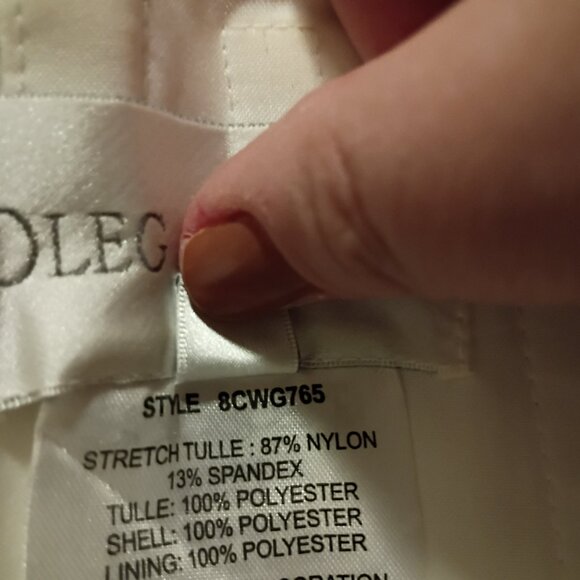 OLEG
STYLE 8CWG765
STRETCH TULLE : 87% NYLON
13% SPANDEX
TULLE: 100% POLYESTER
SHELL: 100% POLYESTER
LINING: 100% POLYESTER